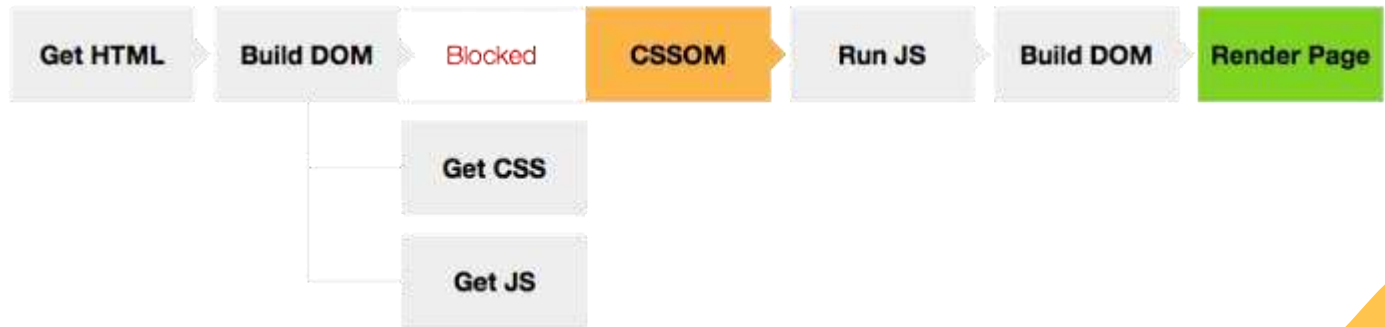 Get HTML
Build DOM
Blocked
CSSOM
Run JS
Build DOM
Render Page
Get CSS
Get JS